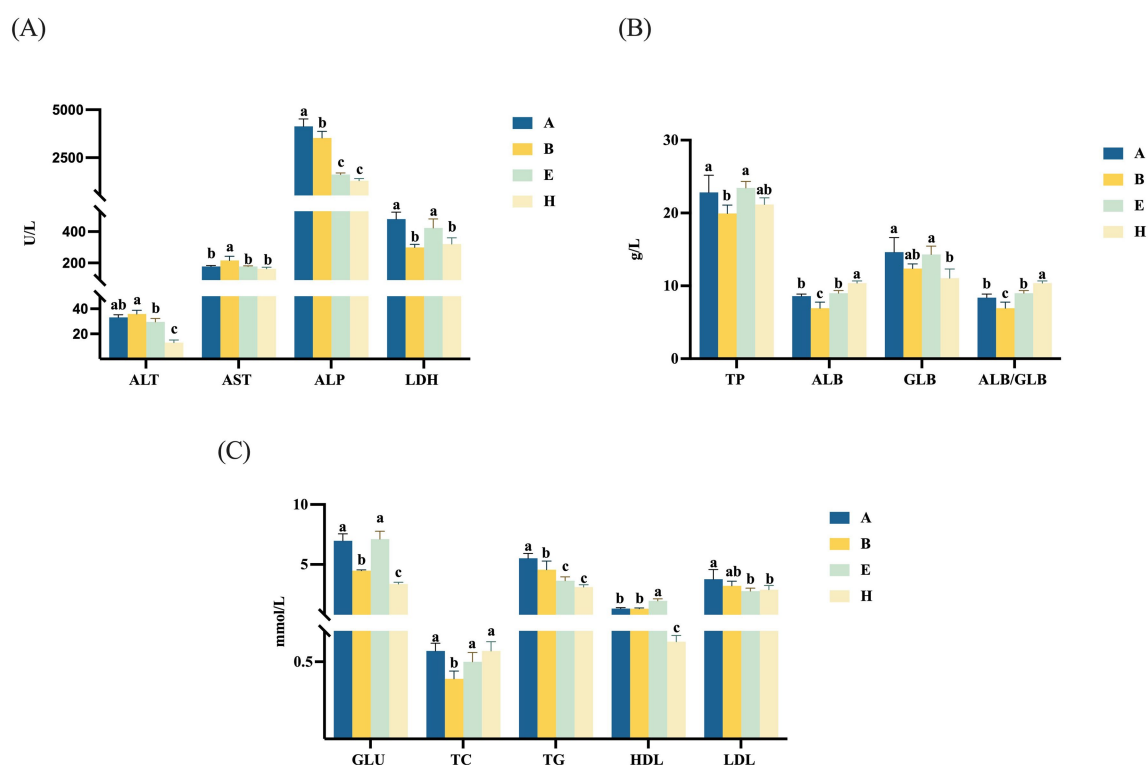 (A)
U/L
5000
2500
400
200
40
20
a
b
c
c
b
a
b
b
a
b
a
b
ab
a
b
c
ALT
AST
ALP
LDH
A
B
E
H
(B)
g/L
30
20
10
0
a
b
a
ab
b
c
b
a
a
ab
a
b
b
c
b
a
TP
ALB
GLB
ALB/GLB
A
B
E
H
(C)
mmol/L
10
5
0.5
a
b
a
c
a
b
a
a
a
b
c
c
b
b
a
c
a
ab
b
b
GLU
TC
TG
HDL
LDL
A
B
E
H